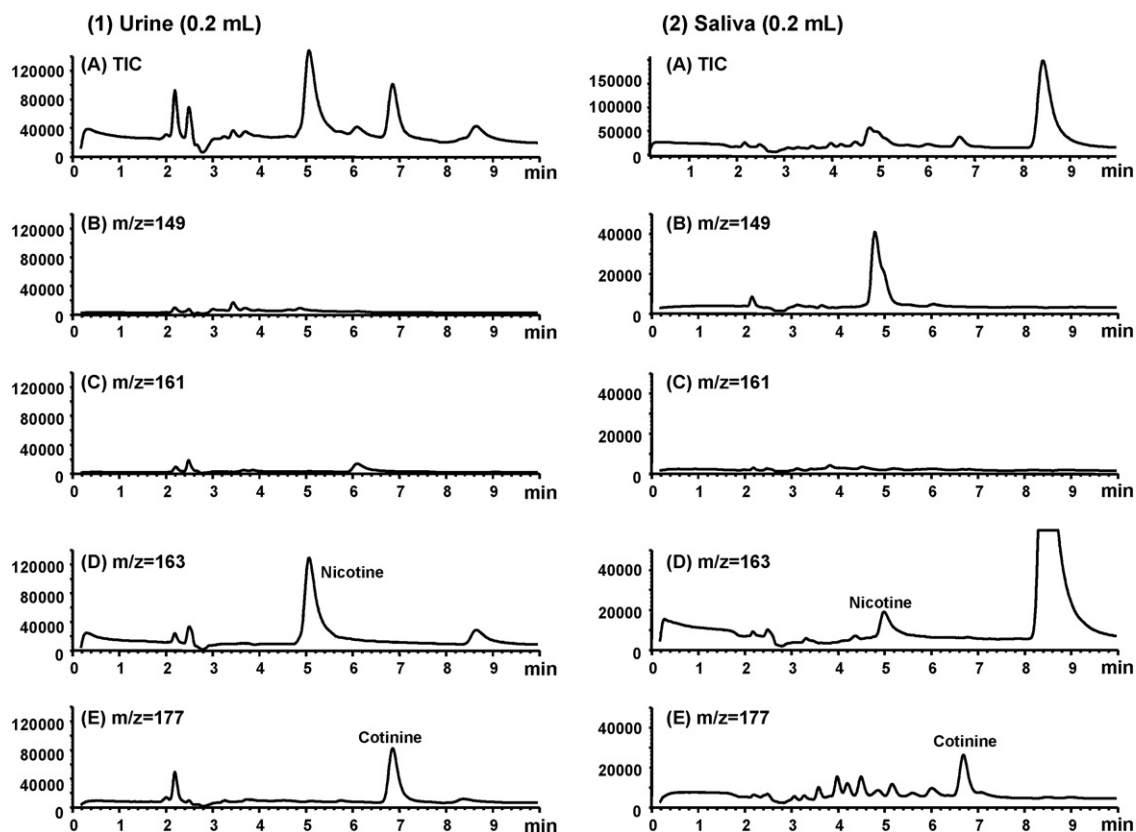 (1) Urine (0.2 mL)
(A) TIC
120000
80000
40000
0
0 1 2 3 4 5 6 7 8 9 min
(B) m/z=149
120000
80000
40000
0
0 1 2 3 4 5 6 7 8 9 min
(C) m/z=161
120000
80000
40000
0
0 1 2 3 4 5 6 7 8 9 min
(D) m/z=163
Nicotine
120000
80000
40000
0
0 1 2 3 4 5 6 7 8 9 min
(E) m/z=177
Cotinine
120000
80000
40000
0
0 1 2 3 4 5 6 7 8 9 min
(2) Saliva (0.2 mL)
(A) TIC
150000
100000
50000
0
1 2 3 4 5 6 7 8 9 min
(B) m/z=149
40000
20000
0
0 1 2 3 4 5 6 7 8 9 min
(C) m/z=161
40000
20000
0
0 1 2 3 4 5 6 7 8 9 min
(D) m/z=163
Nicotine
40000
20000
0
0 1 2 3 4 5 6 7 8 9 min
(E) m/z=177
Cotinine
40000
20000
0
0 1 2 3 4 5 6 7 8 9 min